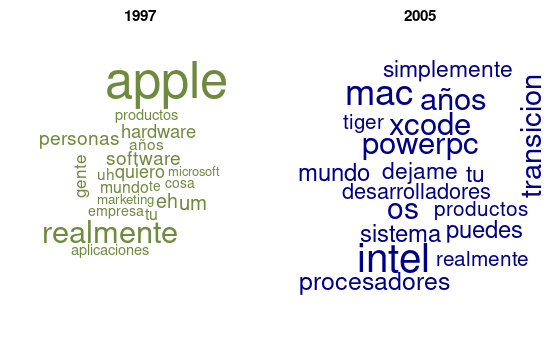 1997
apple
productos
hardware
personas
años
software
gente
uh
quiero
microsoft
mundo
te
cosa
marketing
eh
um
empresa
tu
realmente
aplicaciones
2005
simplemente
mac
años
transicion
tiger
xcode
powerpc
mundo
dejame
tu
desarrolladores
os
productos
sistema
puedes
intel
realmente
procesadores